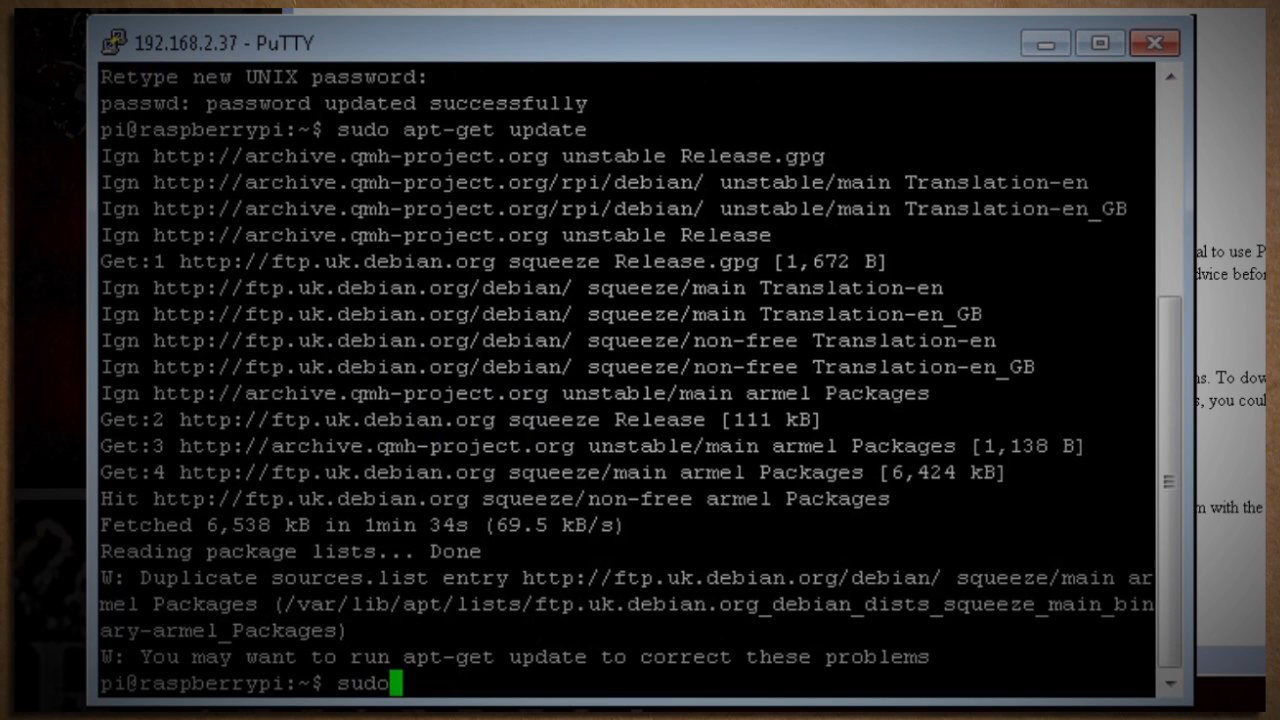 192.168.2.37 - PuTTY
Retype new UNIX password:
passwd: password updated successfully
pi@raspberrypi:~$ sudo apt-get update
Ign http://archive.qmh-project.org unstable Release.gpg
Ign http://archive.qmh-project.org/rpi/debian/ unstable/main Translation-en
Ign http://archive.qmh-project.org/rpi/debian/ unstable/main Translation-en_GB
Ign http://archive.qmh-project.org unstable Release
Get:1 http://ftp.uk.debian.org squeeze Release.gpg [1,672 B]
Ign http://ftp.uk.debian.org/debian/ squeeze/main Translation-en
Ign http://ftp.uk.debian.org/debian/ squeeze/main Translation-en_GB
Ign http://ftp.uk.debian.org/debian/ squeeze/non-free Translation-en
Ign http://ftp.uk.debian.org/debian/ squeeze/non-free Translation-en_GB
Ign http://archive.qmh-project.org unstable/main armel Packages
Get:2 http://ftp.uk.debian.org squeeze Release [111 kB]
Get:3 http://archive.qmh-project.org unstable/main armel Packages [1,138 B]
Get:4 http://ftp.uk.debian.org squeeze/main armel Packages [6,424 kB]
Hit http://ftp.uk.debian.org squeeze/non-free armel Packages
Fetched 6,538 kB in 1min 34s (69.5 kB/s)
Reading package lists... Done
W: Duplicate sources.list entry http://ftp.uk.debian.org/debian/ squeeze/main ar
mel Packages (/var/lib/apt/lists/ftp.uk.debian.org_debian_dists_squeeze_main_bin
ary-armel_Packages)
W: You may want to run apt-get update to correct these problems
pi@raspberrypi:~$ sudo
al to use P
dvice befor
ns. To dow
s, you coul
m with the